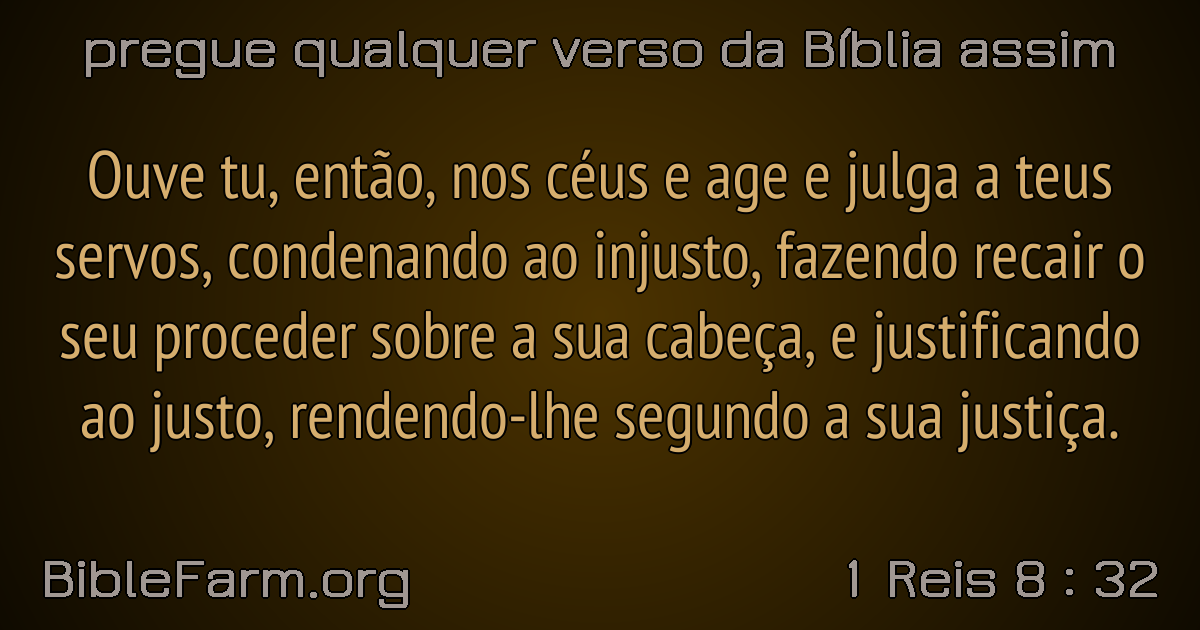 pregue qualquer verso da Bíblia assim
Ouve tu, então, nos céus e age e julga a teus
servos, condenando ao injusto, fazendo recair o
seu proceder sobre a sua cabeça, e justificando
ao justo, rendendo-lhe segundo a sua justiça.
BibleFarm.org
1 Reis 8 : 32